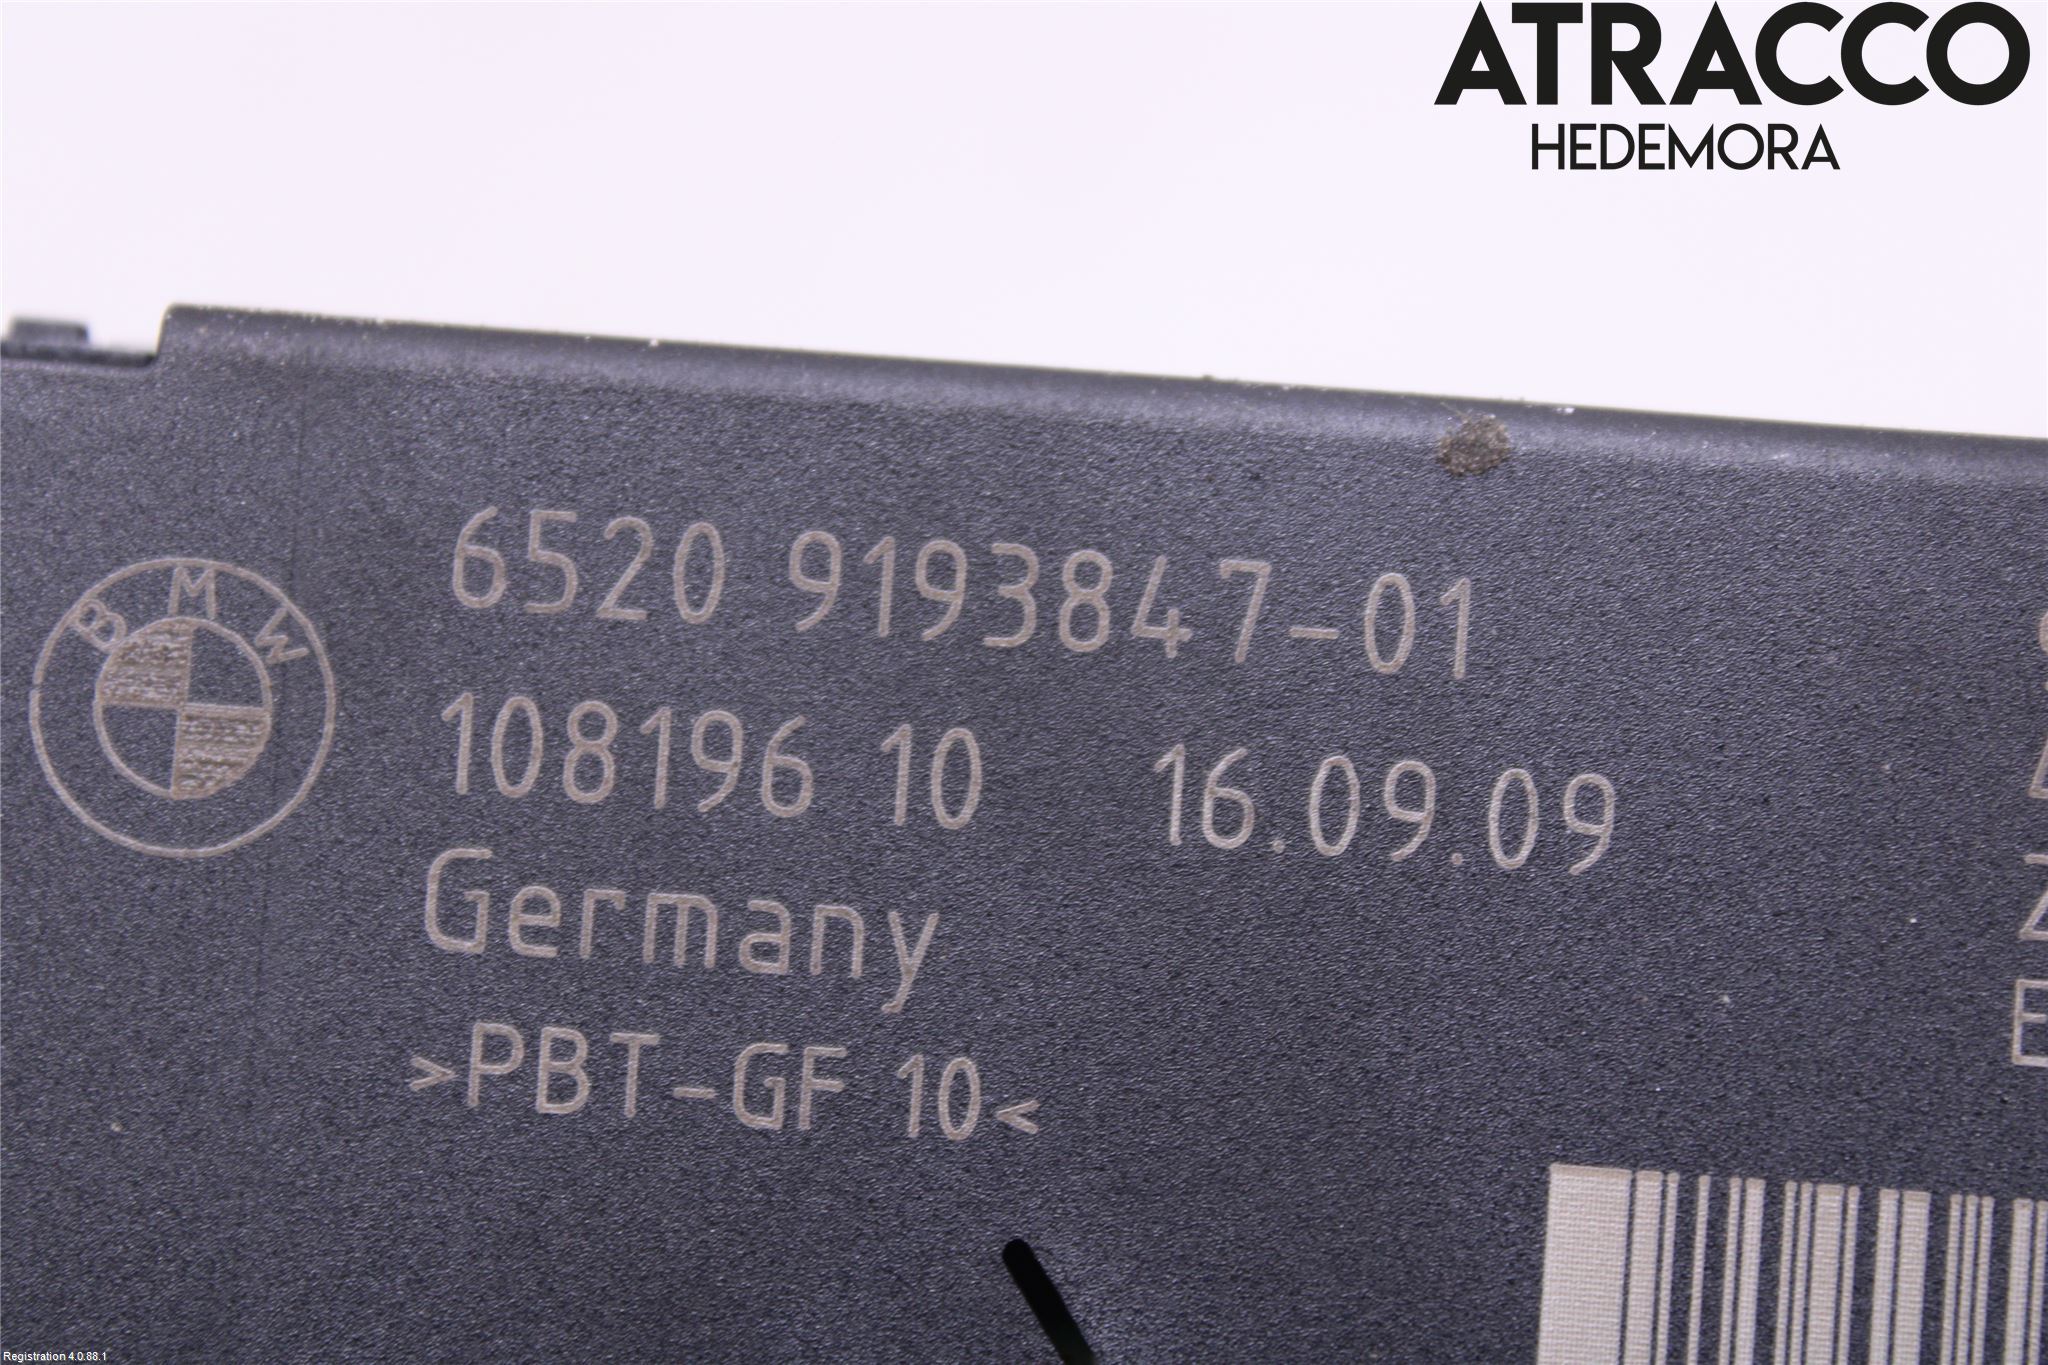 ATRACCO
HEDEMORA
BMW
6520 9193847-01
108196 10 16.09.09
Germany
>PBT-GF 10<
Registration 4.0.88.1